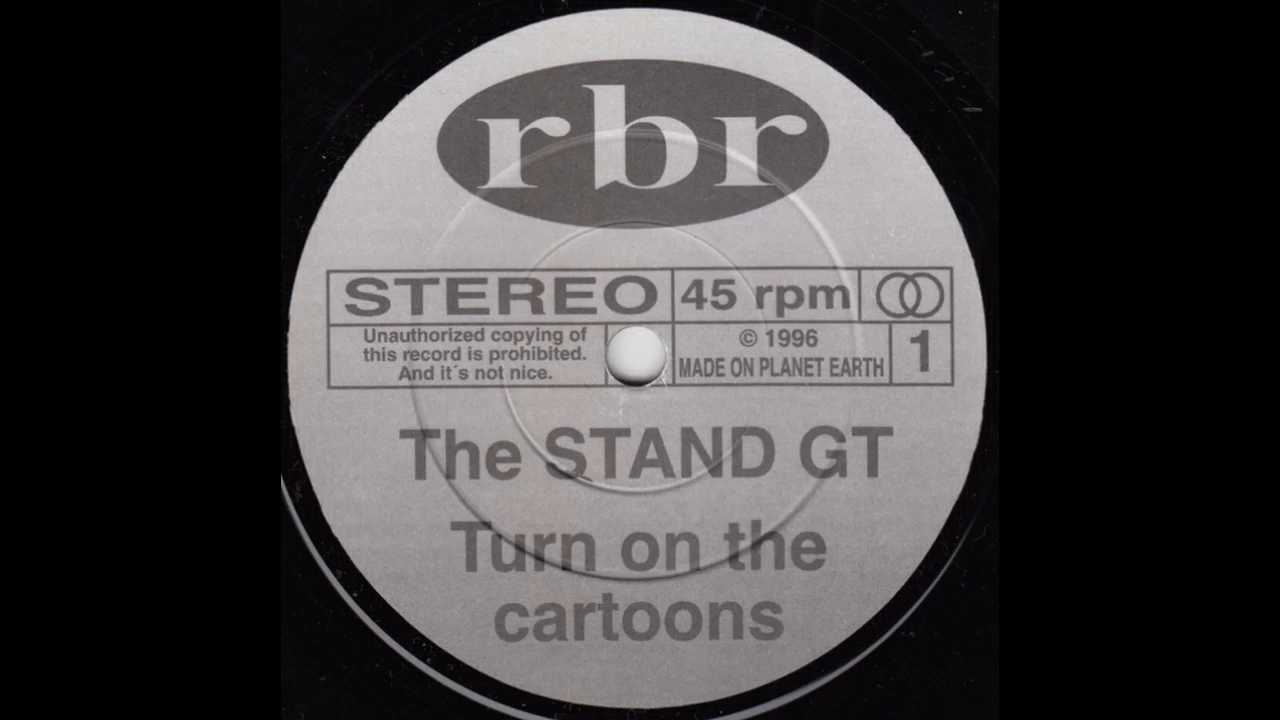 rbr
STEREO
45 rpm
Unauthorized copying of
this record is prohibited.
And it´s not nice.
© 1996
MADE ON PLANET EARTH
1
The STAND GT
Turn on the
cartoons